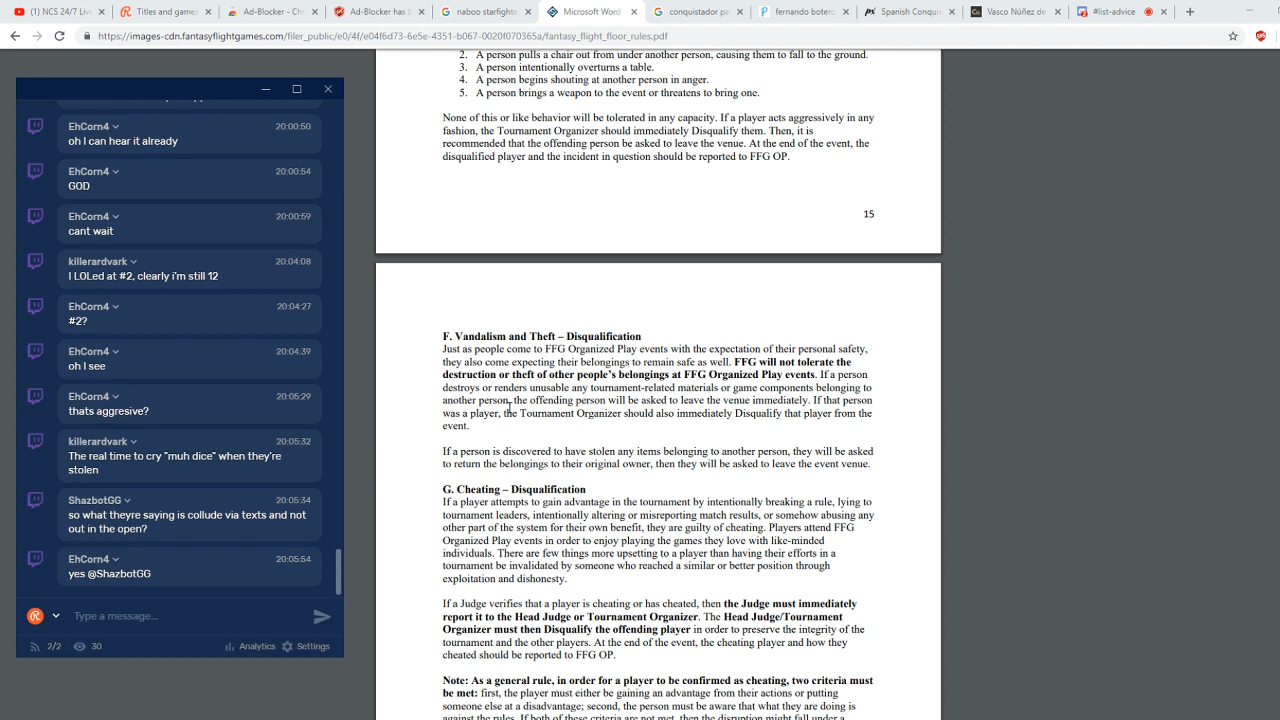 (1) NCS 24/7 Live
Titles and games
Ad-Blocker - Ch
Ad-Blocker has b
naboo starfighte
Microsoft Word
conquistador pa
fernando botero
Spanish Conqui
Vasco Núñez de
#list-advice
https://images-cdn.fantasyflightgames.com/filer_public/e0/4f/e04f6d73-6e5e-4351-b067-0020f070365a/fantasy_flight_floor_rules.pdf
EhCorn4 20:00:50
oh I can hear it already
EhCorn4 20:00:54
GOD
EhCorn4 20:00:59
cant wait
killerardvark 20:04:08
I LOLed at #2, clearly i'm still 12
EhCorn4 20:04:27
#2?
EhCorn4 20:04:39
oh I see
EhCorn4 20:05:29
thats aggresive?
killerardvark 20:05:32
The real time to cry "muh dice" when they're
stolen
ShazbotGG 20:05:34
so what theyre saying is collude via texts and not
out in the open?
EhCorn4 20:05:54
yes @ShazbotGG
Type a message...
2/2 30 Analytics Settings
2. A person pulls a chair out from under another person, causing them to fall to the ground.
3. A person intentionally overturns a table.
4. A person begins shouting at another person in anger.
5. A person brings a weapon to the event or threatens to bring one.
None of this or like behavior will be tolerated in any capacity. If a player acts aggressively in any
fashion, the Tournament Organizer should immediately Disqualify them. Then, it is
recommended that the offending person be asked to leave the venue. At the end of the event, the
disqualified player and the incident in question should be reported to FFG OP.
15
F. Vandalism and Theft – Disqualification
Just as people come to FFG Organized Play events with the expectation of their personal safety,
they also come expecting their belongings to remain safe as well. FFG will not tolerate the
destruction or theft of other people's belongings at FFG Organized Play events. If a person
destroys or renders unusable any tournament-related materials or game components belonging to
another person, the offending person will be asked to leave the venue immediately. If that person
was a player, the Tournament Organizer should also immediately Disqualify that player from the
event.
If a person is discovered to have stolen any items belonging to another person, they will be asked
to return the belongings to their original owner, then they will be asked to leave the event venue.
G. Cheating – Disqualification
If a player attempts to gain advantage in the tournament by intentionally breaking a rule, lying to
tournament leaders, intentionally altering or misreporting match results, or somehow abusing any
other part of the system for their own benefit, they are guilty of cheating. Players attend FFG
Organized Play events in order to enjoy playing the games they love with like-minded
individuals. There are few things more upsetting to a player than having their efforts in a
tournament be invalidated by someone who reached a similar or better position through
exploitation and dishonesty.
If a Judge verifies that a player is cheating or has cheated, then the Judge must immediately
report it to the Head Judge or Tournament Organizer. The Head Judge/Tournament
Organizer must then Disqualify the offending player in order to preserve the integrity of the
tournament and the other players. At the end of the event, the cheating player and how they
cheated should be reported to FFG OP.
Note: As a general rule, in order for a player to be confirmed as cheating, two criteria must
be met: first, the player must either be gaining an advantage from their actions or putting
someone else at a disadvantage; second, the person must be aware that what they are doing is
against the rules. If both of these criteria are not met, then the disruption might fall under a